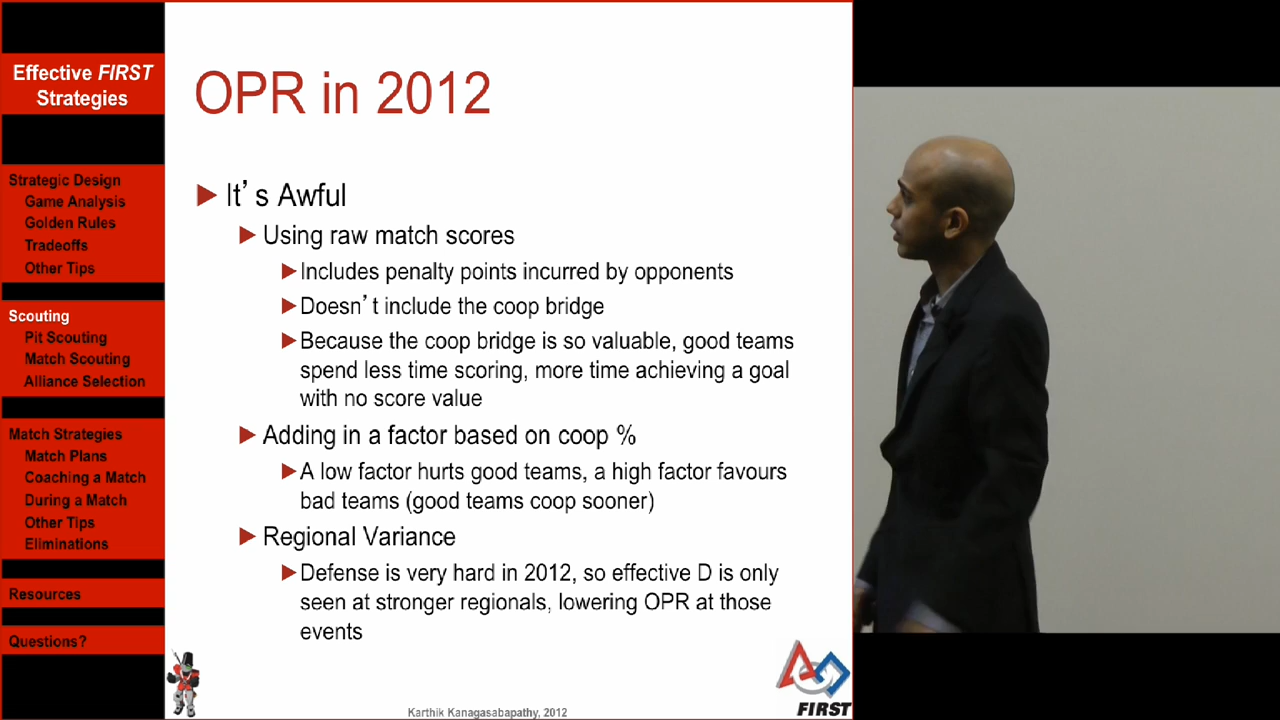 Effective FIRST
Strategies
Strategic Design
Game Analysis
Golden Rules
Tradeoffs
Other Tips
Scouting
Pit Scouting
Match Scouting
Alliance Selection
Match Strategies
Match Plans
Coaching a Match
During a Match
Other Tips
Eliminations
Resources
Questions?
OPR in 2012
It's Awful
Using raw match scores
Includes penalty points incurred by opponents
Doesn't include the coop bridge
Because the coop bridge is so valuable, good teams
spend less time scoring, more time achieving a goal
with no score value
Adding in a factor based on coop %
A low factor hurts good teams, a high factor favours
bad teams (good teams coop sooner)
Regional Variance
Defense is very hard in 2012, so effective D is only
seen at stronger regionals, lowering OPR at those
events
Karthik Kanagasabapathy, 2012
FIRST